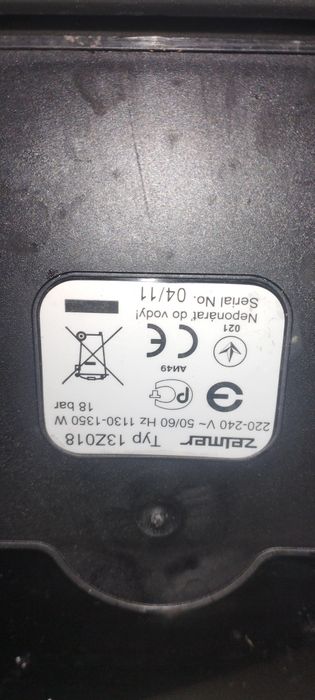 zelmer Typ 13Z018
220-240 V ~ 50/60 Hz 1130-1350 W
18 bar
АИ49
021
Neponárať do vody!
Serial No. 04/11